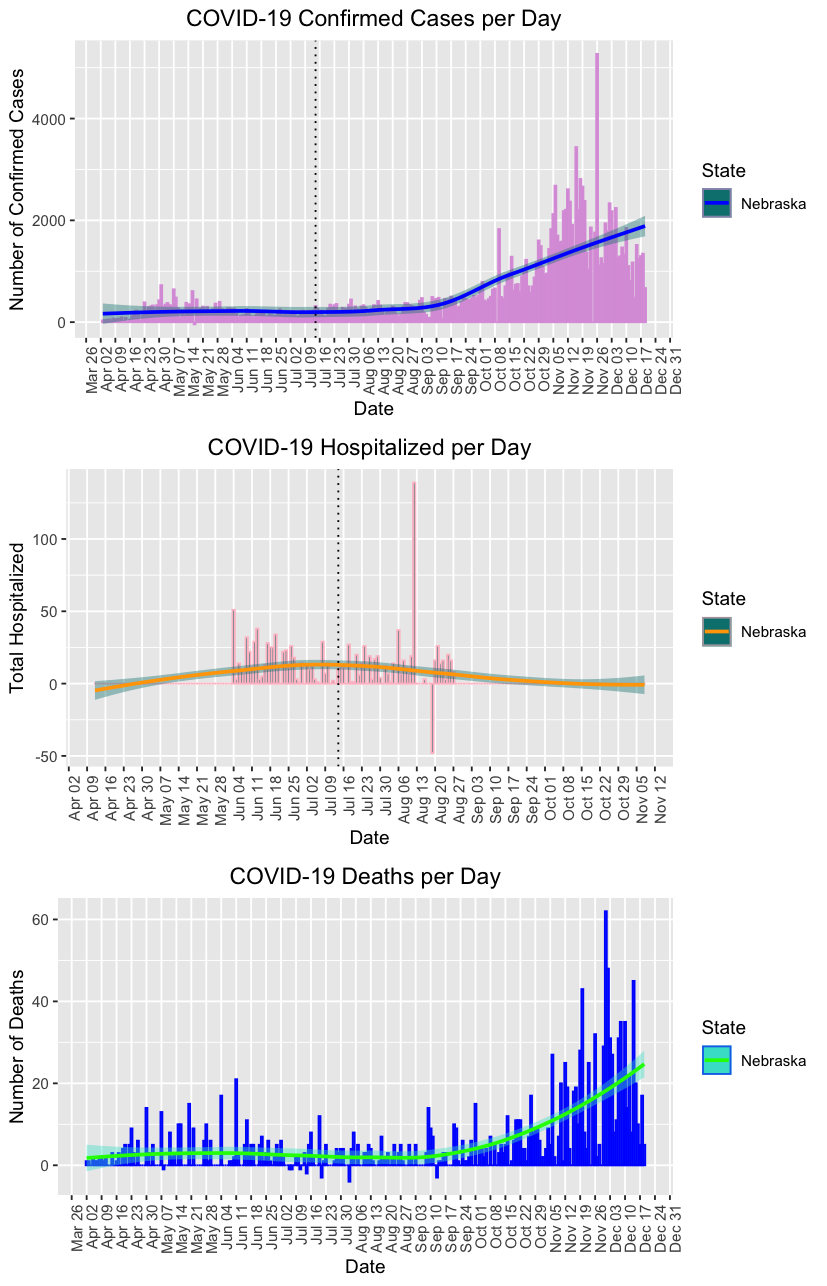 COVID-19 Confirmed Cases per Day
Number of Confirmed Cases
4000
2000
0
Mar 26
Apr 02
Apr 09
Apr 16
Apr 23
Apr 30
May 07
May 14
May 21
May 28
Jun 04
Jun 11
Jun 18
Jun 25
Jul 02
Jul 09
Jul 16
Jul 23
Jul 30
Aug 06
Aug 13
Aug 20
Aug 27
Sep 03
Sep 10
Sep 17
Sep 24
Oct 01
Oct 08
Oct 15
Oct 22
Oct 29
Nov 05
Nov 12
Nov 19
Nov 26
Dec 03
Dec 10
Dec 17
Dec 24
Dec 31
Date
State
Nebraska
COVID-19 Hospitalized per Day
Total Hospitalized
100
50
0
-50
Apr 02
Apr 09
Apr 16
Apr 23
Apr 30
May 07
May 14
May 21
May 28
Jun 04
Jun 11
Jun 18
Jun 25
Jul 02
Jul 09
Jul 16
Jul 23
Jul 30
Aug 06
Aug 13
Aug 20
Aug 27
Sep 03
Sep 10
Sep 17
Sep 24
Oct 01
Oct 08
Oct 15
Oct 22
Oct 29
Nov 05
Nov 12
Date
State
Nebraska
COVID-19 Deaths per Day
Number of Deaths
60
40
20
0
Mar 26
Apr 02
Apr 09
Apr 16
Apr 23
Apr 30
May 07
May 14
May 21
May 28
Jun 04
Jun 11
Jun 18
Jun 25
Jul 02
Jul 09
Jul 16
Jul 23
Jul 30
Aug 06
Aug 13
Aug 20
Aug 27
Sep 03
Sep 10
Sep 17
Sep 24
Oct 01
Oct 08
Oct 15
Oct 22
Oct 29
Nov 05
Nov 12
Nov 19
Nov 26
Dec 03
Dec 10
Dec 17
Dec 24
Dec 31
Date
State
Nebraska